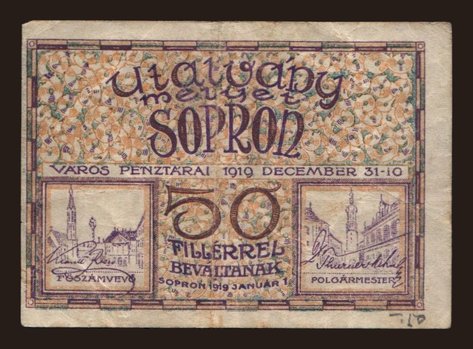 Utalvány
melyet
SOPRON
VÁROS PÉNZTÁRAI 1919 DECEMBER 31-IG
50
FILLÉRREL
BEVÁLTANAK
SOPRON 1919 JANUÁR 1
FŐSZÁMVEVŐ
POLGÁRMESTER